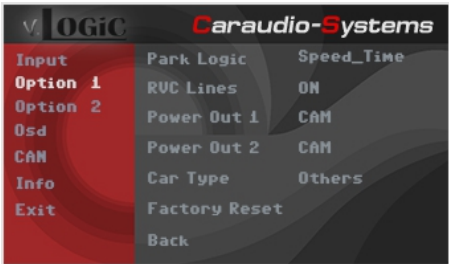 V.LOGiC Caraudio-Systems
Input
Option 1
Option 2
Osd
CAN
Info
Exit
Park Logic Speed_Time
RVC Lines ON
Power Out 1 CAM
Power Out 2 CAM
Car Type Others
Factory Reset
Back